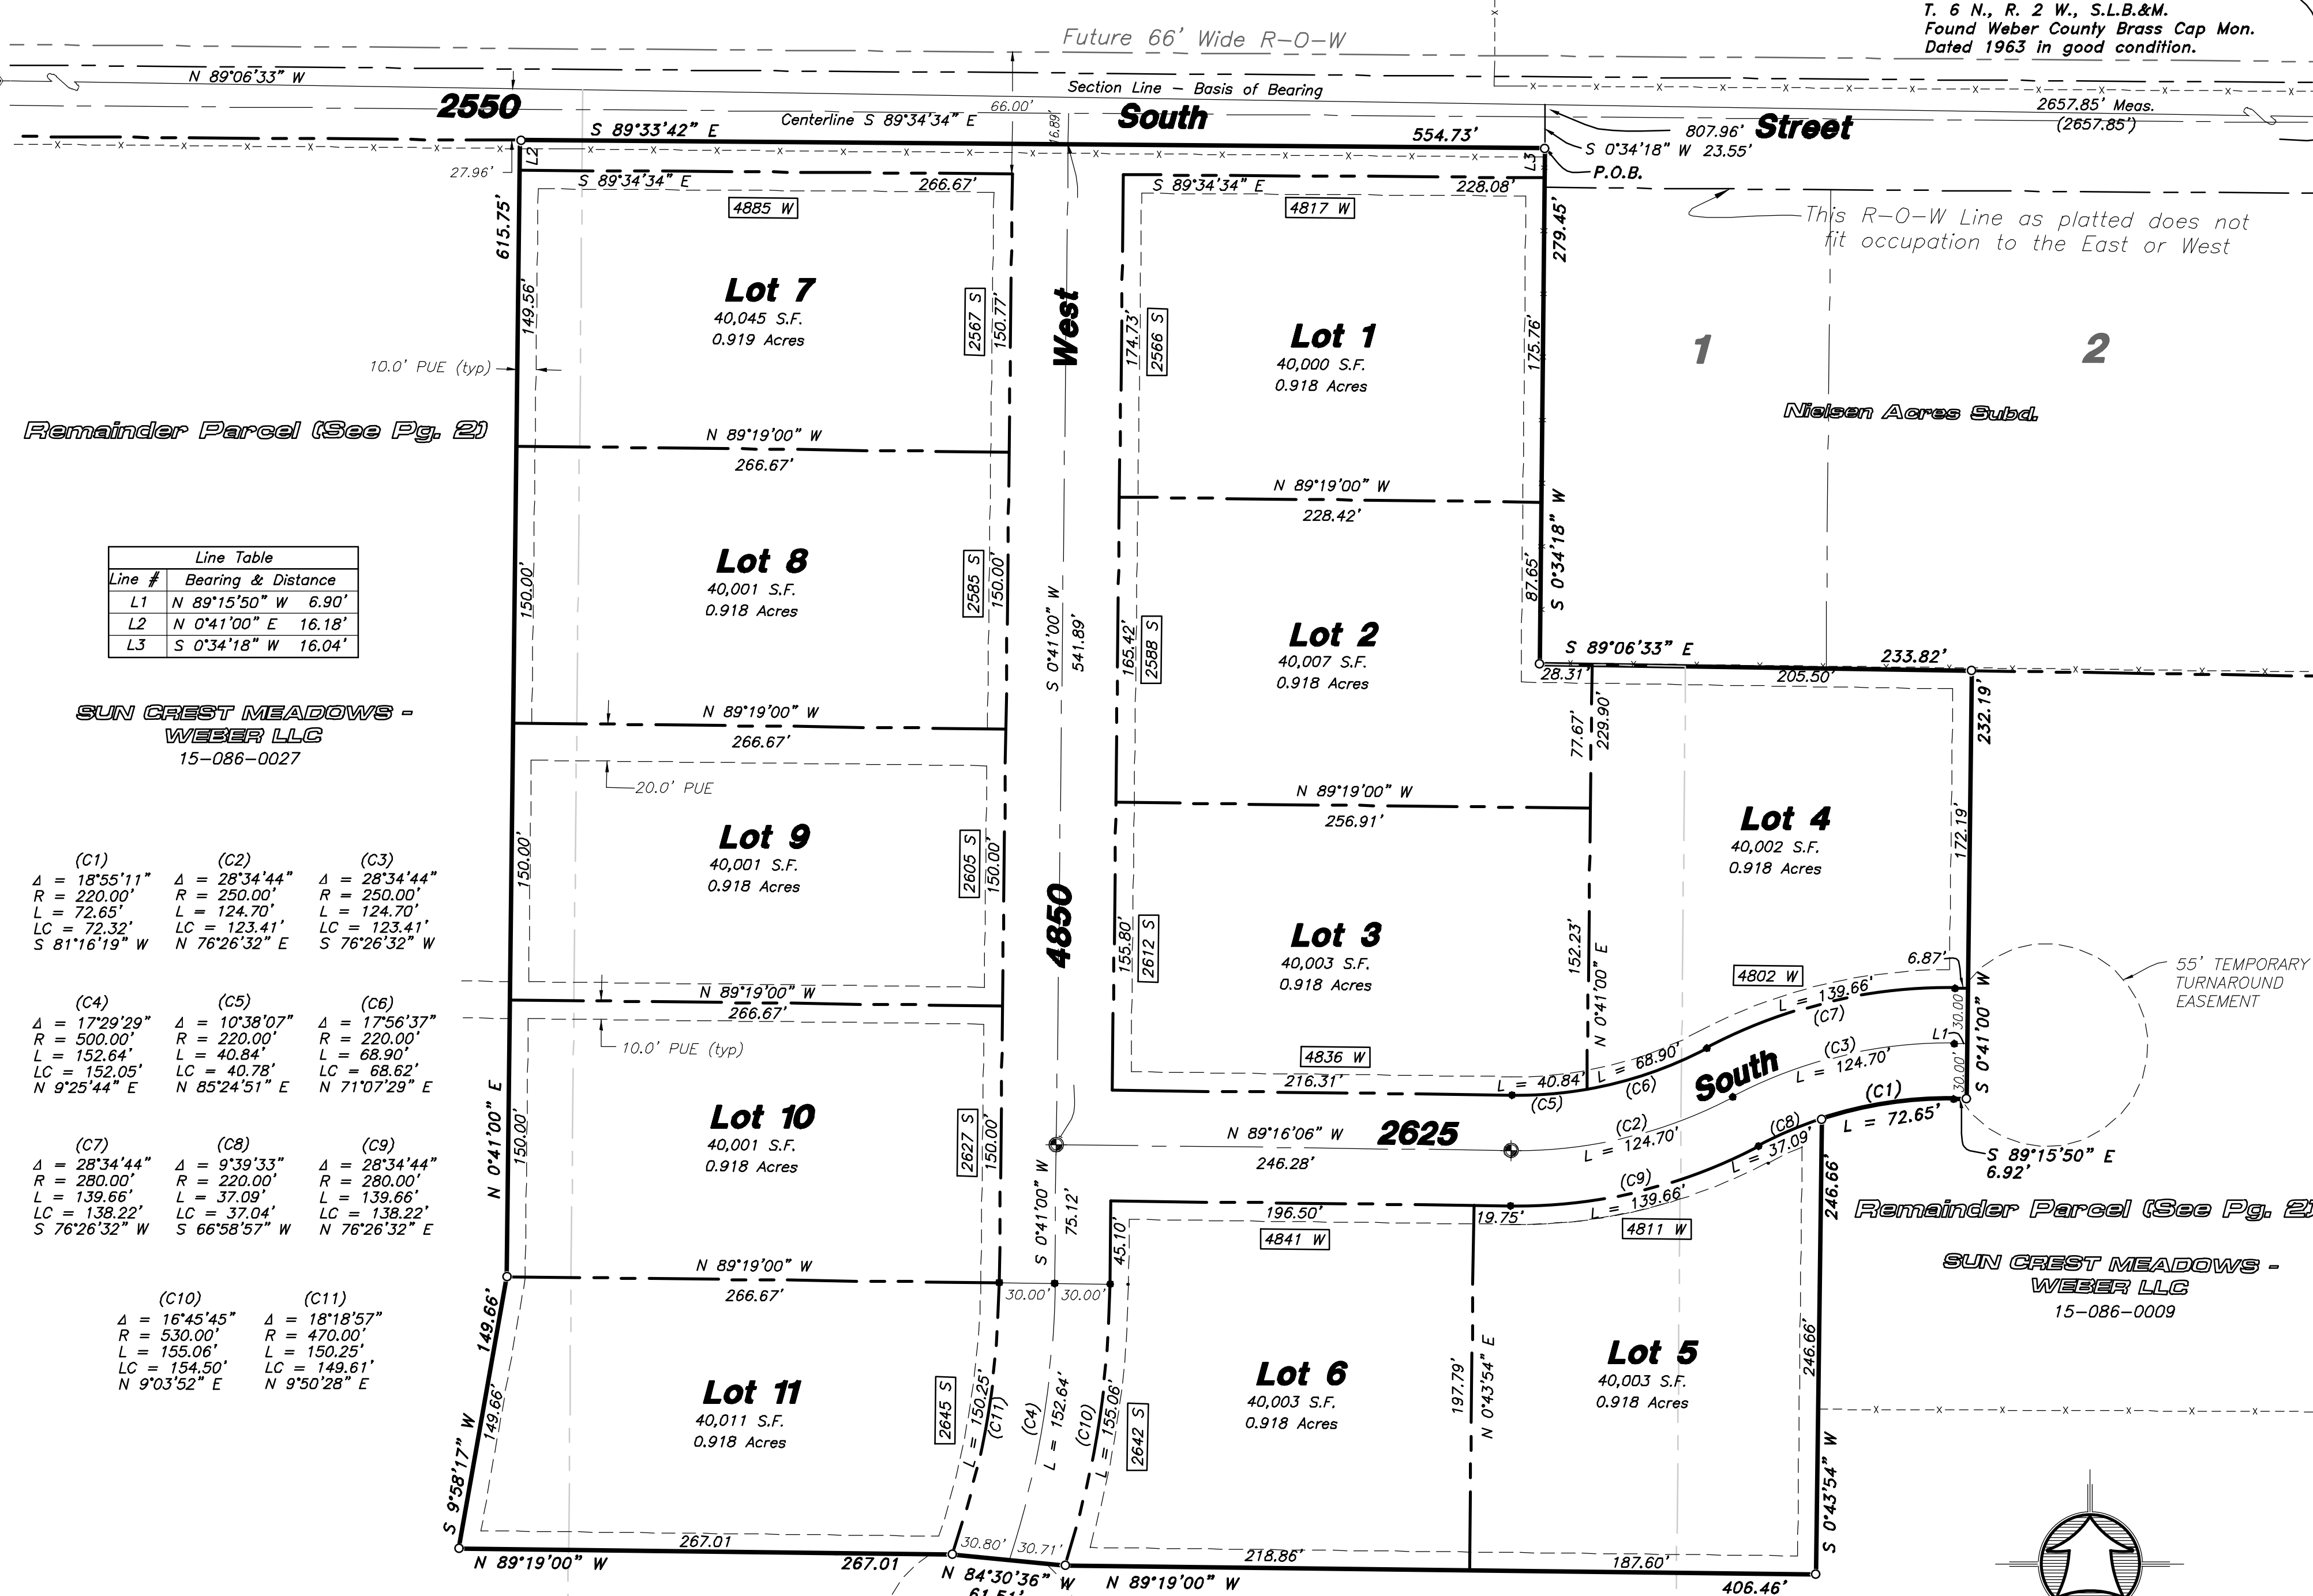 T. 6 N., R. 2 W., S.L.B.&M.
Found Weber County Brass Cap Mon.
Dated 1963 in good condition.
Future 66' Wide R-O-W
N 89°06'33" W
Section Line - Basis of Bearing
2657.85' Meas.
(2657.85')
2550 South Street
66.00'
16.89'
Centerline S 89°34'34" E
S 89°33'42" E
554.73'
807.96'
S 0°34'18" W 23.55'
P.O.B.
L2
L3
27.96'
S 89°34'34" E
266.67'
S 89°34'34" E
228.08'
This R-O-W Line as platted does not
fit occupation to the East or West
615.75'
4885 W
4817 W
279.45'
149.56'
Lot 7
40,045 S.F.
0.919 Acres
2567 S
150.77'
West
174.73'
2566 S
Lot 1
40,000 S.F.
0.918 Acres
175.76'
1
2
10.0' PUE (typ)
Nielsen Acres Subd.
Remainder Parcel (See Pg. 2)
N 89°19'00" W
266.67'
N 89°19'00" W
228.42'
S 0°34'18" W
Line Table
Line # Bearing & Distance
L1 N 89°15'50" W 6.90'
L2 N 0°41'00" E 16.18'
L3 S 0°34'18" W 16.04'
150.00'
Lot 8
40,001 S.F.
0.918 Acres
2585 S
150.00'
S 0°41'00" W
541.89'
165.42'
2588 S
Lot 2
40,007 S.F.
0.918 Acres
87.65'
S 89°06'33" E
233.82'
28.31'
205.50'
77.67'
229.90'
232.19'
SUN CREST MEADOWS -
WEBER LLC
15-086-0027
N 89°19'00" W
266.67'
20.0' PUE
N 89°19'00" W
256.91'
150.00'
Lot 9
40,001 S.F.
0.918 Acres
2605 S
150.00'
4850
155.80'
2612 S
Lot 3
40,003 S.F.
0.918 Acres
152.23'
N 0°41'00" E
Lot 4
40,002 S.F.
0.918 Acres
172.19'
4802 W
6.87'
55' TEMPORARY
TURNAROUND
EASEMENT
(C1)
Δ = 18°55'11"
R = 220.00'
L = 72.65'
LC = 72.32'
S 81°16'19" W
(C2)
Δ = 28°34'44"
R = 250.00'
L = 124.70'
LC = 123.41'
N 76°26'32" E
(C3)
Δ = 28°34'44"
R = 250.00'
L = 124.70'
LC = 123.41'
S 76°26'32" W
(C4)
Δ = 17°29'29"
R = 500.00'
L = 152.64'
LC = 152.05'
N 9°25'44" E
(C5)
Δ = 10°38'07"
R = 220.00'
L = 40.84'
LC = 40.78'
N 85°24'51" E
(C6)
Δ = 17°56'37"
R = 220.00'
L = 68.90'
LC = 68.62'
N 71°07'29" E
(C7)
Δ = 28°34'44"
R = 280.00'
L = 139.66'
LC = 138.22'
S 76°26'32" W
(C8)
Δ = 9°39'33"
R = 220.00'
L = 37.09'
LC = 37.04'
S 66°58'57" W
(C9)
Δ = 28°34'44"
R = 280.00'
L = 139.66'
LC = 138.22'
N 76°26'32" E
(C10)
Δ = 16°45'45"
R = 530.00'
L = 155.06'
LC = 154.50'
N 9°03'52" E
(C11)
Δ = 18°18'57"
R = 470.00'
L = 150.25'
LC = 149.61'
N 9°50'28" E
N 89°19'00" W
266.67'
10.0' PUE (typ)
N 0°41'00" E
150.00'
Lot 10
40,001 S.F.
0.918 Acres
2627 S
150.00'
4836 W
216.31'
L = 40.84'
(C5)
L = 68.90'
(C6)
L = 139.66'
(C7)
30.00'
L1
30.00'
S 0°41'00" W
(C3)
L = 124.70'
South
(C2)
L = 124.70'
(C1)
L = 72.65'
(C8)
L = 37.09'
(C9)
L = 139.66'
N 89°16'06" W
2625
246.28'
S 89°15'50" E
6.92'
S 0°41'00" W
75.12'
45.10'
196.50'
19.75'
4841 W
4811 W
246.66'
Remainder Parcel (See Pg. 2)
SUN CREST MEADOWS -
WEBER LLC
15-086-0009
N 89°19'00" W
266.67'
30.00'
30.00'
149.66'
149.66'
S 9°58'17" W
Lot 11
40,011 S.F.
0.918 Acres
2645 S
L = 150.25'
(C11)
(C4)
L = 152.64'
(C10)
L = 155.06'
2642 S
Lot 6
40,003 S.F.
0.918 Acres
197.79'
N 0°43'54" E
Lot 5
40,003 S.F.
0.918 Acres
246.66'
S 0°43'54" W
267.01
N 89°19'00" W
267.01
30.80'
30.71'
N 84°30'36" W
61.51'
218.86'
N 89°19'00" W
187.60'
406.46'